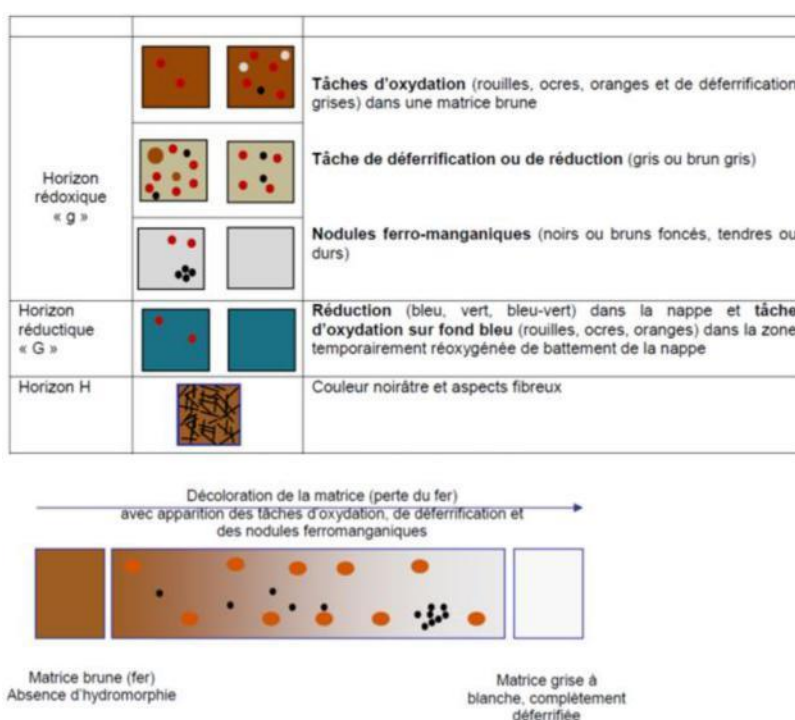 Tâches d'oxydation (rouilles, ocres, oranges et de déferrification
grises) dans une matrice brune
Horizon
rédoxique
« g »
Tâche de déferrification ou de réduction (gris ou brun gris)
Nodules ferro-manganiques (noirs ou bruns foncés, tendres ou
durs)
Horizon
réductique
« G »
Réduction (bleu, vert, bleu-vert) dans la nappe et tâche
d'oxydation sur fond bleu (rouilles, ocres, oranges) dans la zone
temporairement réoxygénée de battement de la nappe
Horizon H
Couleur noirâtre et aspects fibreux
Décoloration de la matrice (perte du fer)
avec apparition des tâches d'oxydation, de déferrification et
des nodules ferromanganiques
Matrice brune (fer)
Absence d'hydromorphie
Matrice grise à
blanche, complètement
déferrifiée